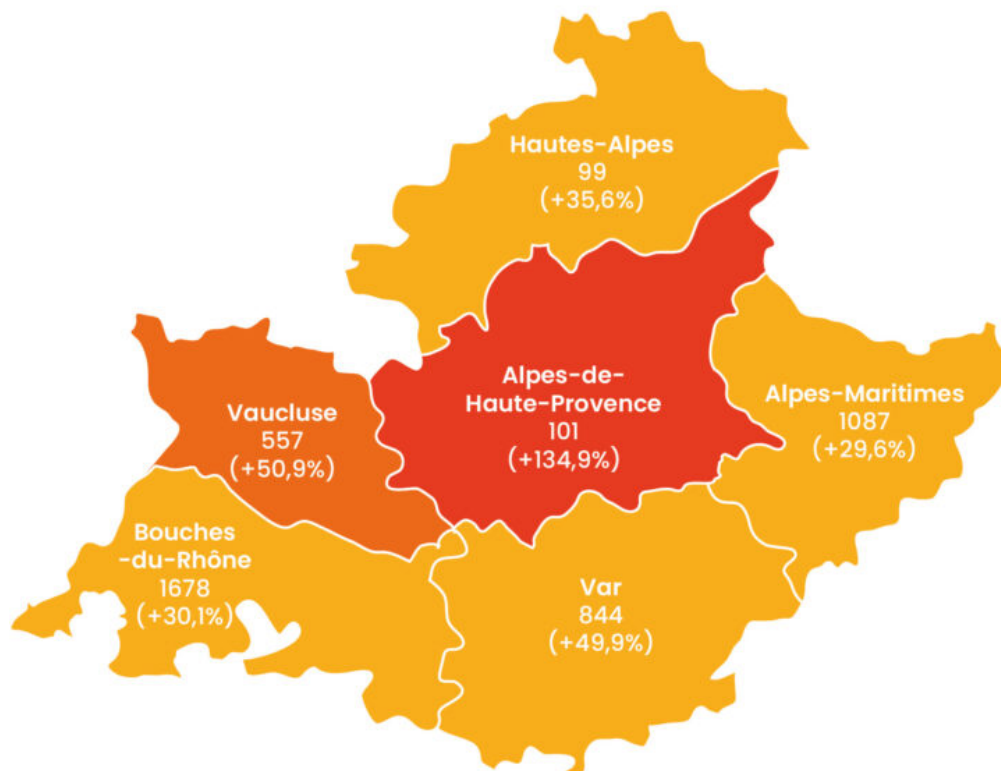 Hautes-Alpes
99
(+35,6%)
Alpes-de-
Haute-Provence
101
(+134,9%)
Alpes-Maritimes
1087
(+29,6%)
Vaucluse
557
(+50,9%)
Bouches
-du-Rhône
1678
(+30,1%)
Var
844
(+49,9%)